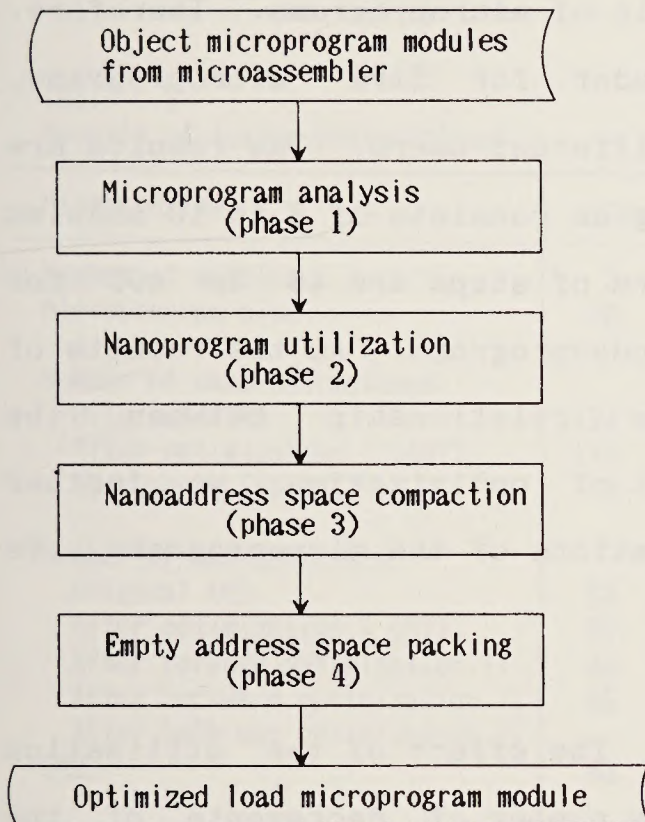 Object microprogram modules
from microassembler
Microprogram analysis
(phase 1)
Nanoprogram utilization
(phase 2)
Nanoaddress space compaction
(phase 3)
Empty address space packing
(phase 4)
Optimized load microprogram module